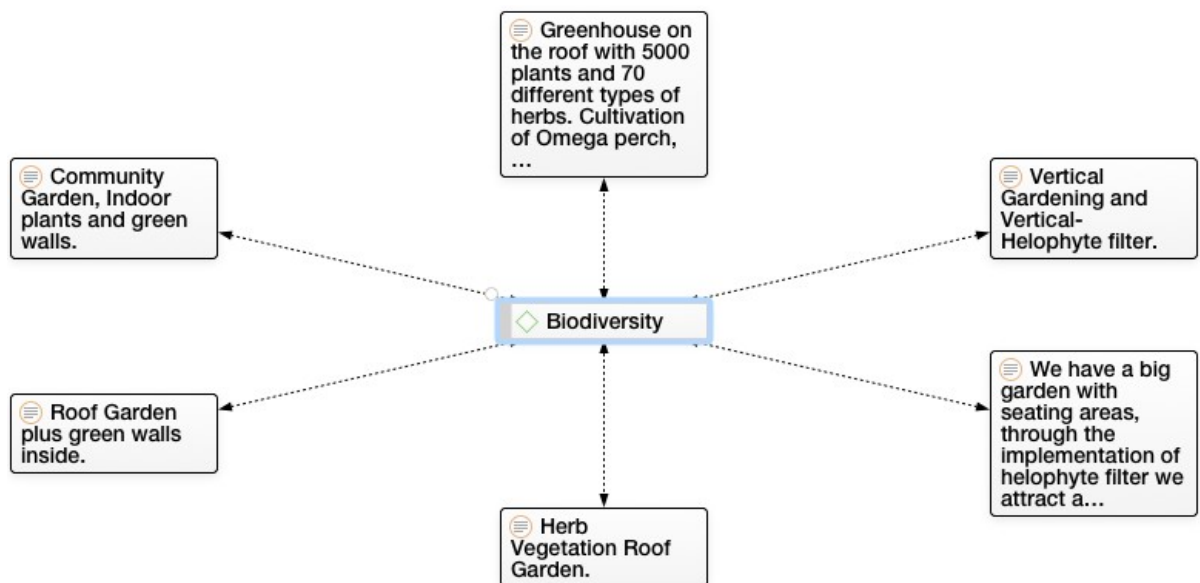 Greenhouse on
the roof with 5000
plants and 70
different types of
herbs. Cultivation
of Omega perch,
...
Community
Garden, Indoor
plants and green
walls.
Vertical
Gardening and
Vertical-
Helophyte filter.
Biodiversity
Roof Garden
plus green walls
inside.
We have a big
garden with
seating areas,
through the
implementation of
helophyte filter we
attract a...
Herb
Vegetation Roof
Garden.